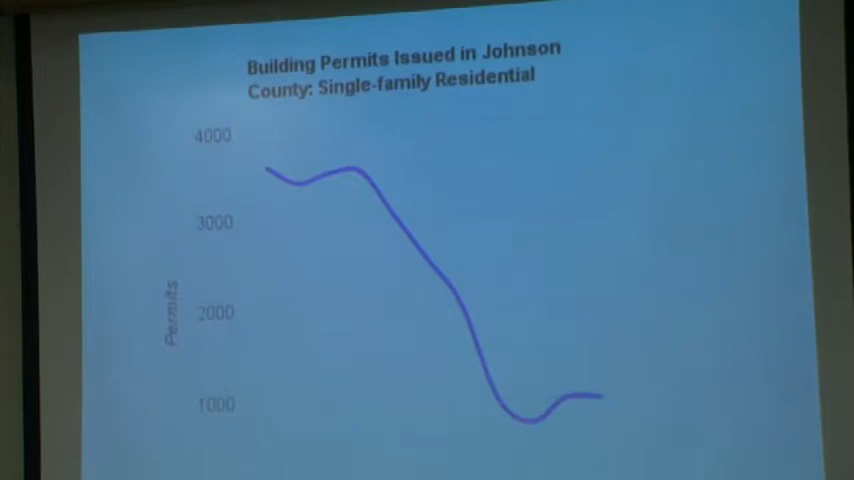 Building Permits Issued in Johnson
County: Single-family Residential
4000
3000
Permits
2000
1000